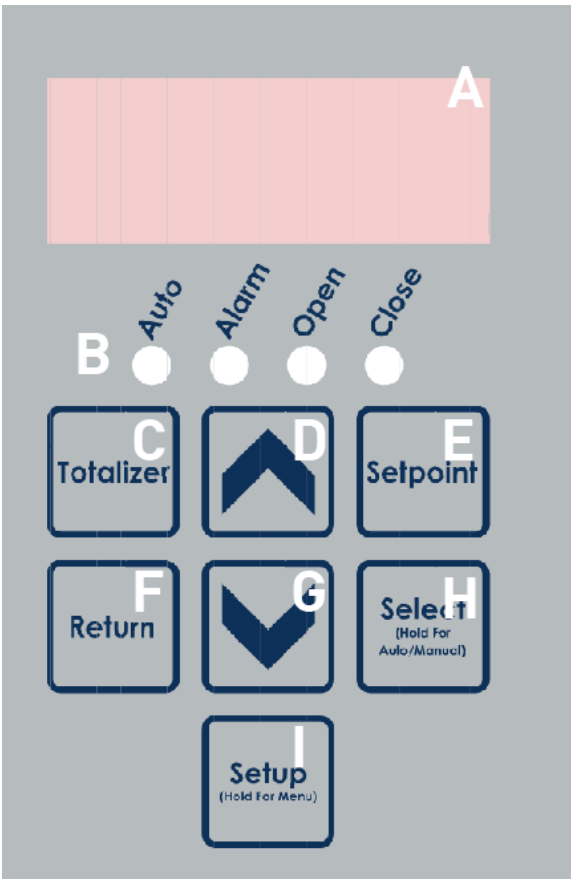 A
Auto Alarm Open Close
B
C D E
Totalizer Setpoint
F G H
Return Select
(Hold For
Auto/Manual)
I
Setup
(Hold For Menu)